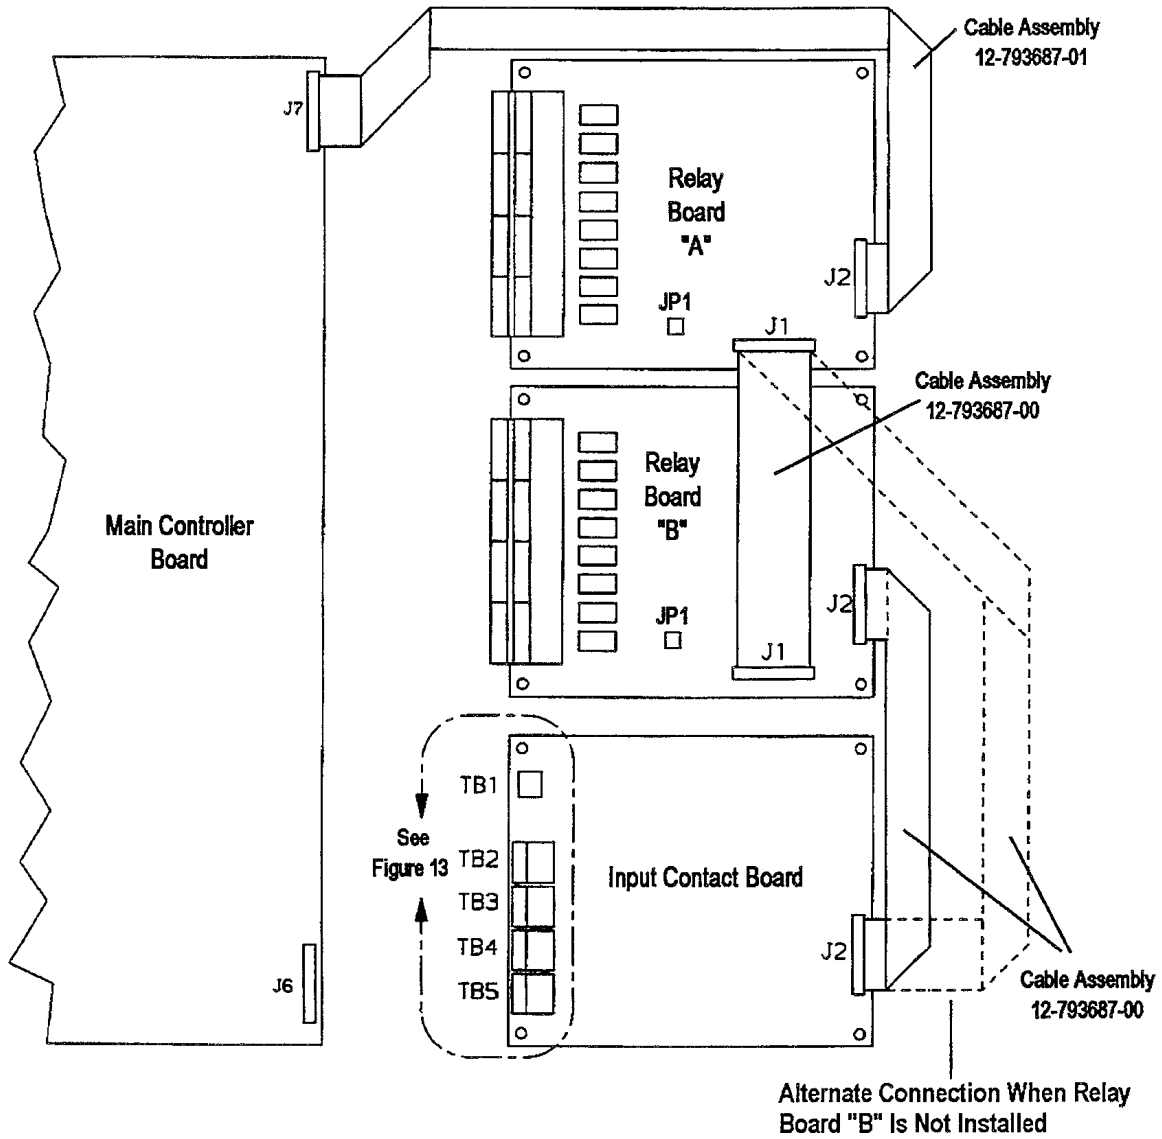 Cable Assembly
12-793687-01
J7
Relay
Board
"A"
J2
JP1
J1
Cable Assembly
12-793687-00
Relay
Board
"B"
Main Controller
Board
J2
JP1
J1
TB1
See
Figure 13
TB2
Input Contact Board
TB3
TB4
J2
TB5
J6
Cable Assembly
12-793687-00
Alternate Connection When Relay
Board "B" Is Not Installed